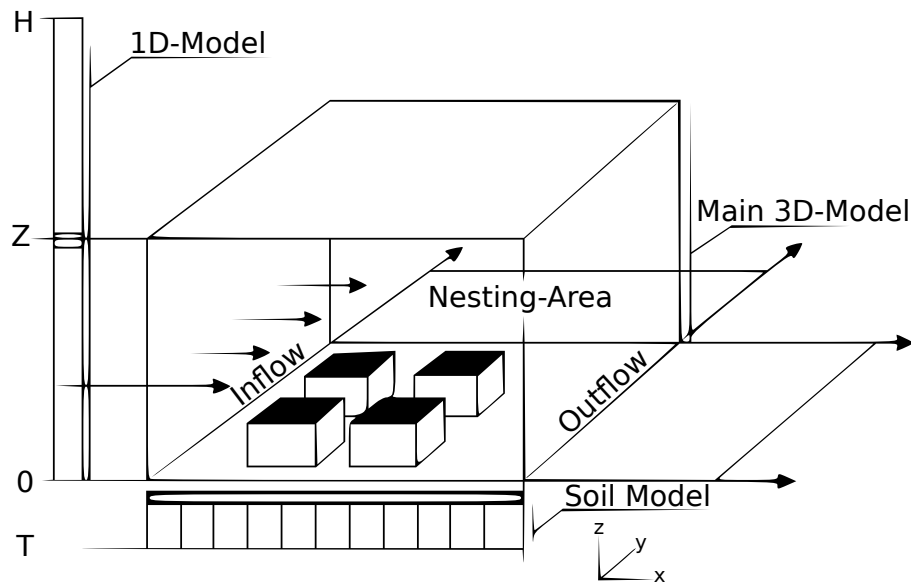 H
1D-Model
Main 3D-Model
Z
Nesting-Area
Inflow
Outflow
0
Soil Model
T
z
y
x